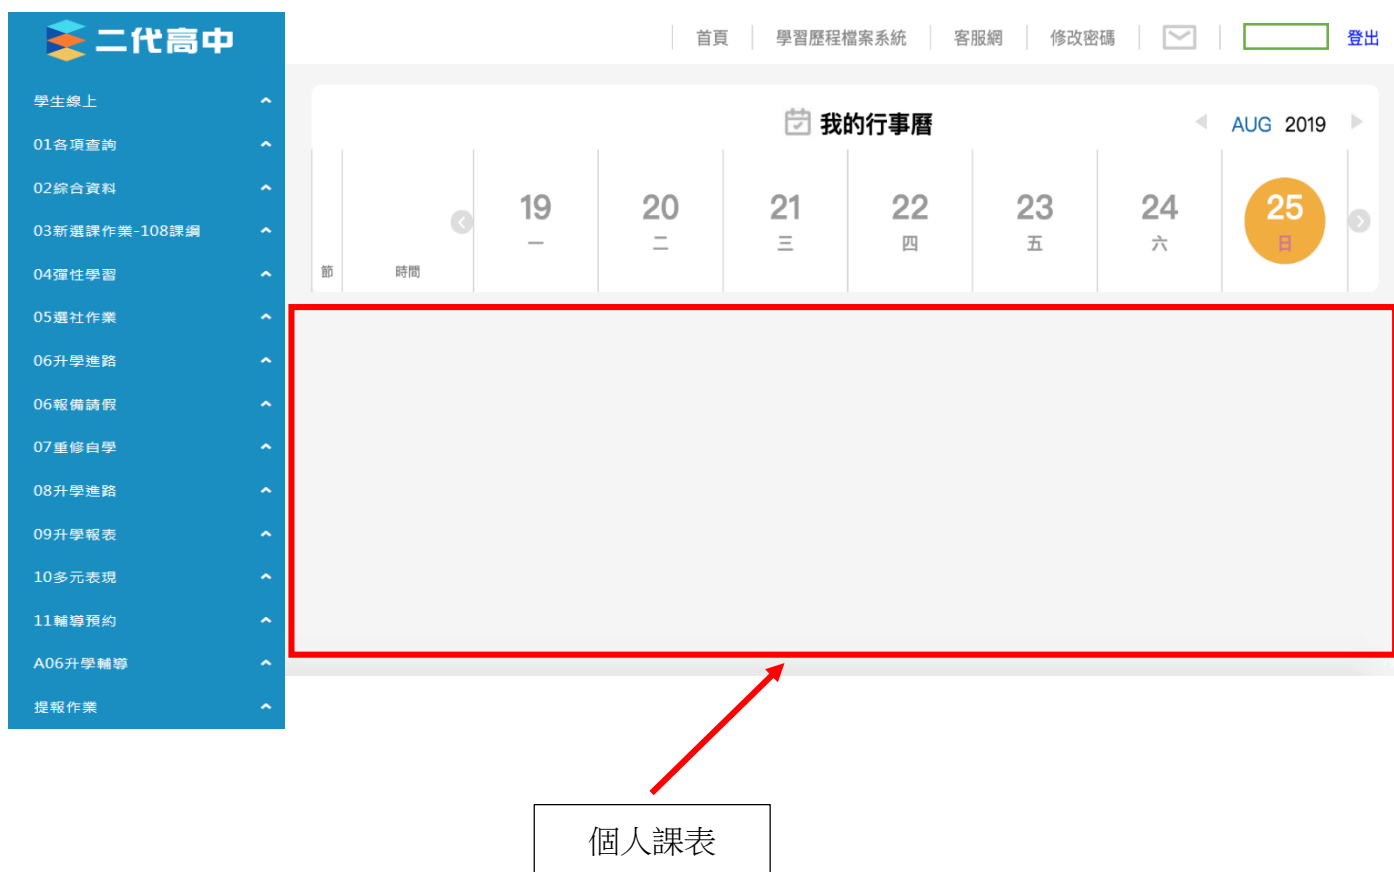 二代高中
首頁 學習歷程檔案系統 客服網 修改密碼 登出
學生線上
01各項查詢
02綜合資料
03新選課作業-108課綱
04彈性學習
05選社作業
06升學進路
06報備請假
07重修自學
08升學進路
09升學報表
10多元表現
11輔導預約
A06升學輔導
提報作業
我的行事曆
AUG 2019
19 20 21 22 23 24 25
一 二 三 四 五 六 日
節 時間
個人課表